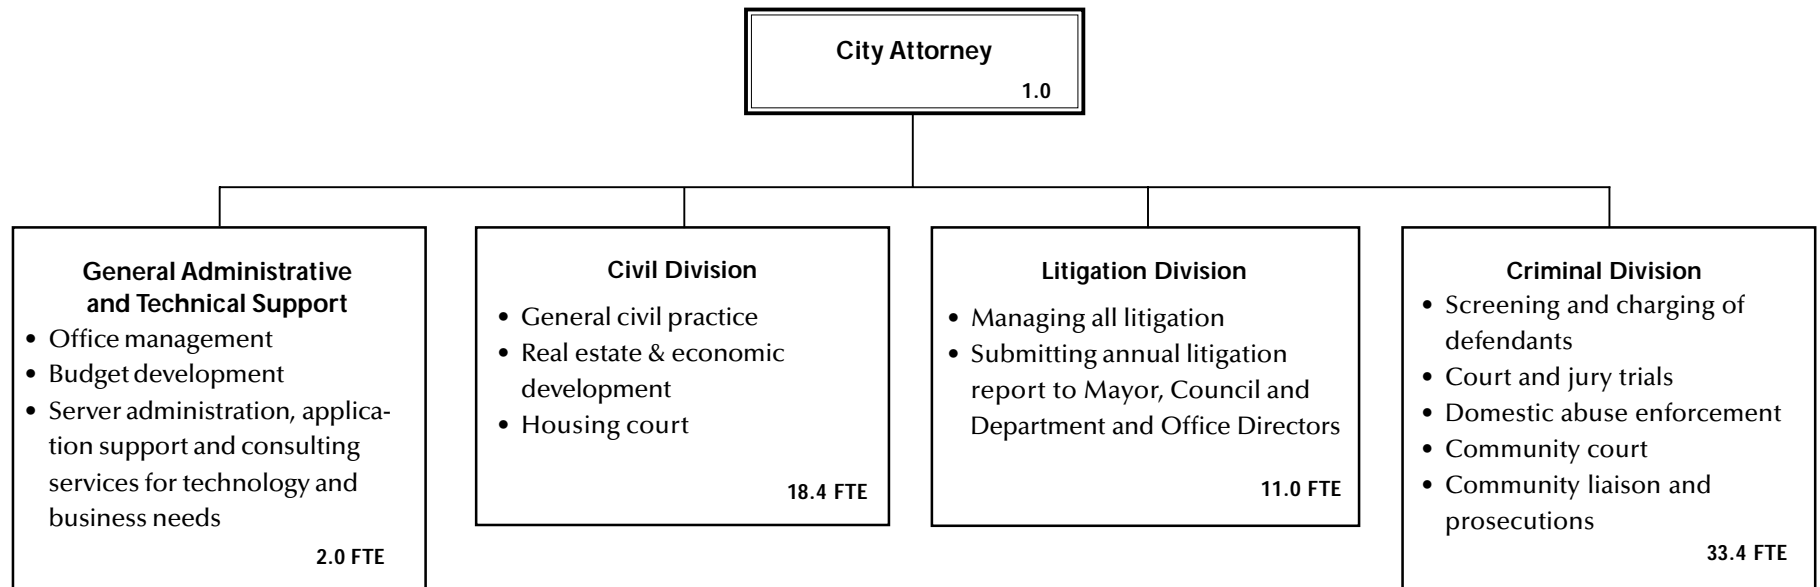 City Attorney
1.0
General Administrative
and Technical Support
• Office management
• Budget development
• Server administration, applica-
tion support and consulting
services for technology and
business needs
2.0 FTE
Civil Division
• General civil practice
• Real estate & economic
development
• Housing court
18.4 FTE
Litigation Division
• Managing all litigation
• Submitting annual litigation
report to Mayor, Council and
Department and Office Directors
11.0 FTE
Criminal Division
• Screening and charging of
defendants
• Court and jury trials
• Domestic abuse enforcement
• Community court
• Community liaison and
prosecutions
33.4 FTE